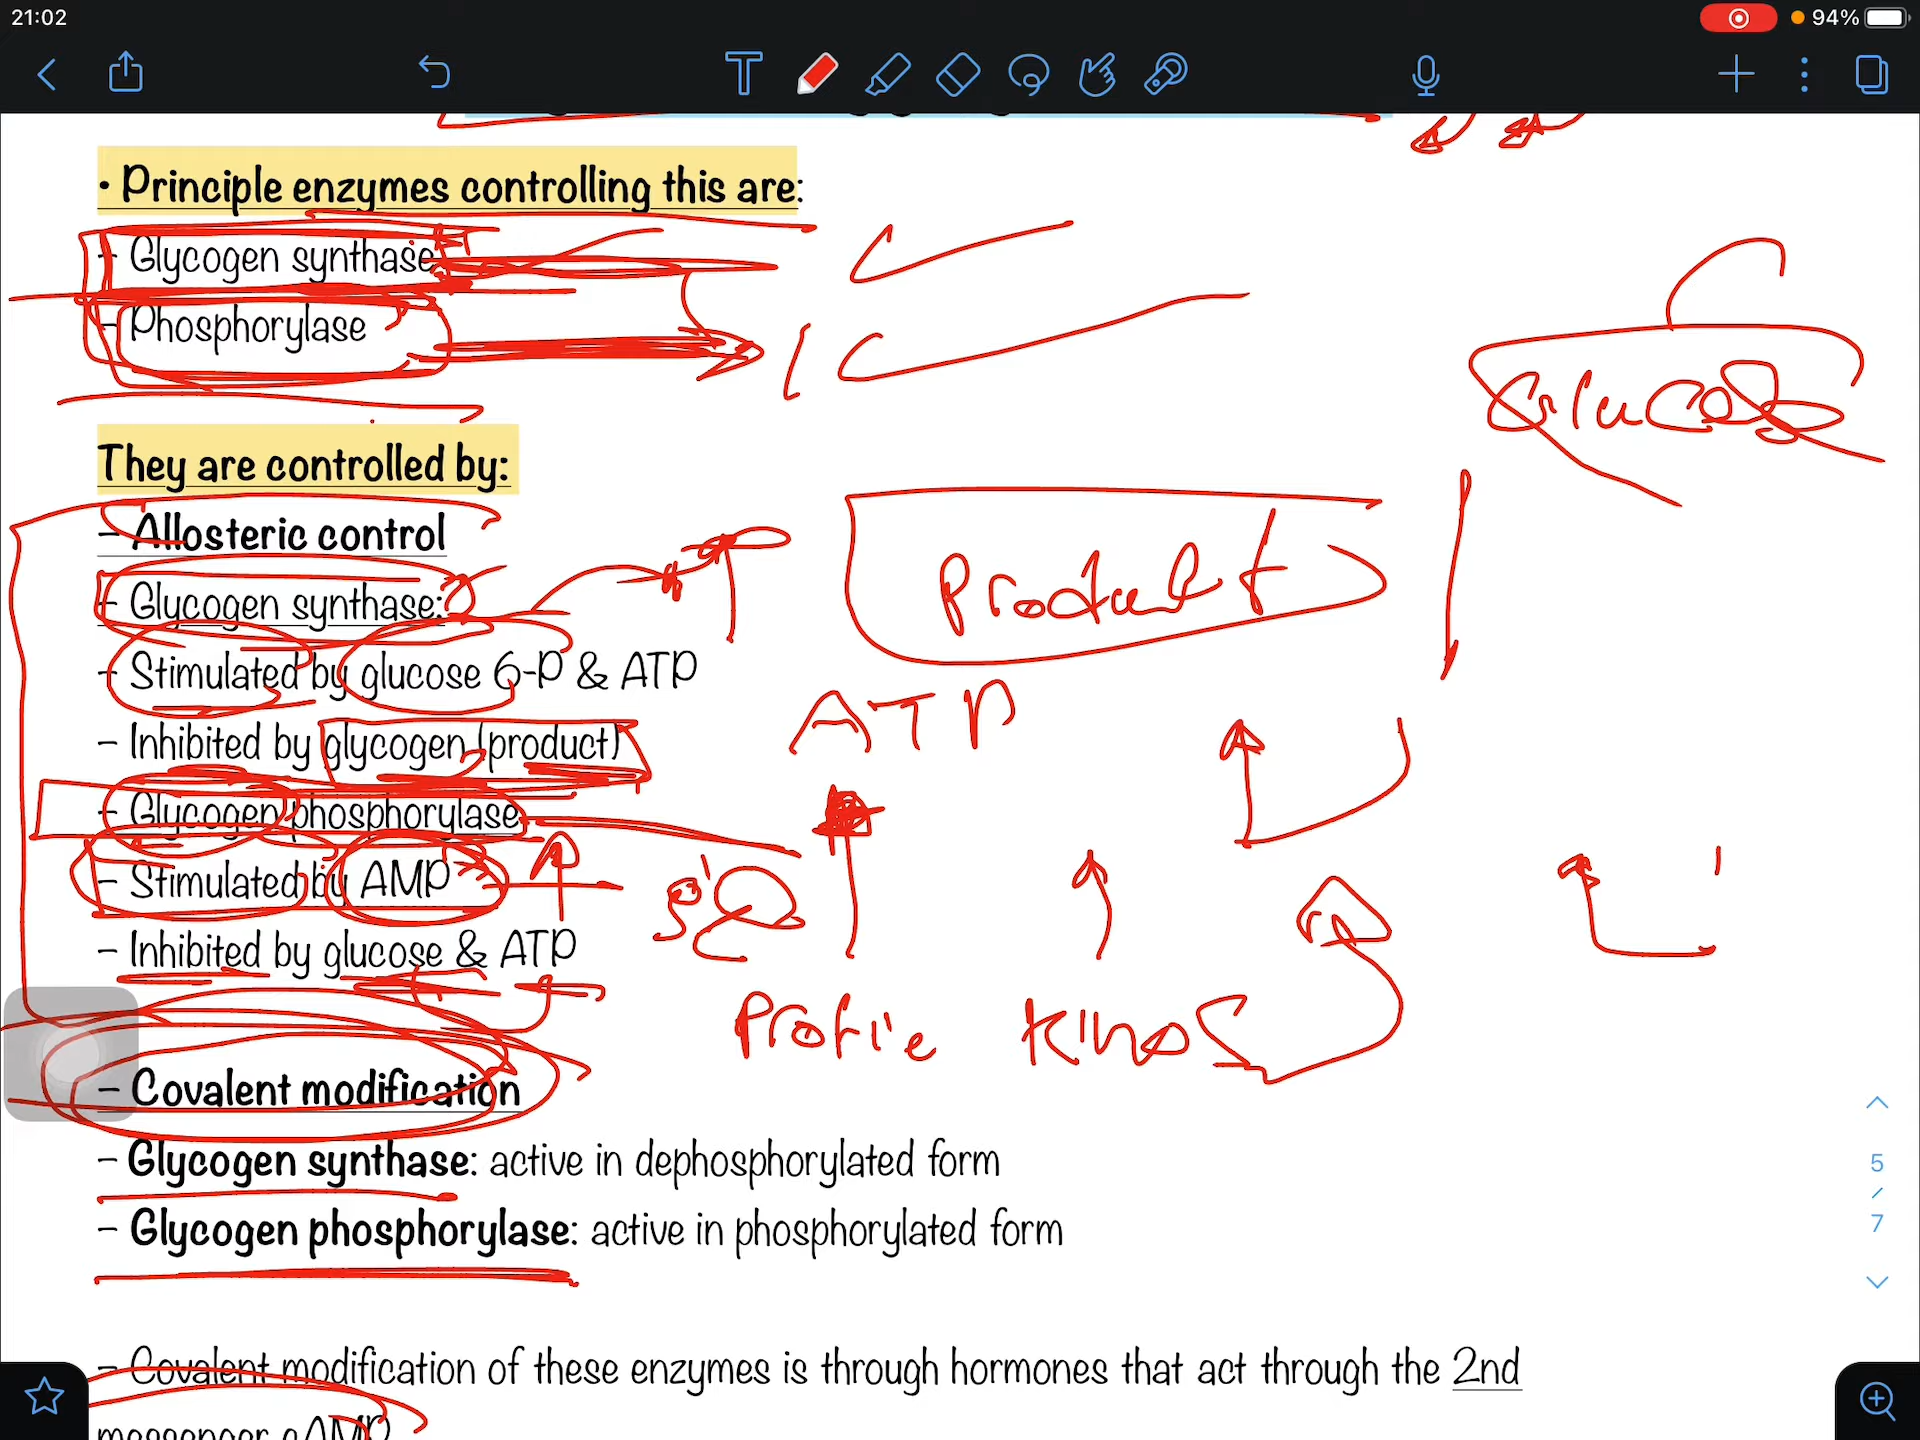 21:02
94%
• Principle enzymes controlling this are:
- Glycogen synthase
- Phosphorylase
Glucose
They are controlled by:
- Allosteric control
- Glycogen synthase:
Product
- Stimulated by glucose 6-P & ATP
ATP
- Inhibited by glycogen (product)
- Glycogen phosphorylase
- Stimulated by AMP
- Inhibited by glucose & ATP
- Covalent modification
- Glycogen synthase: active in dephosphorylated form
- Glycogen phosphorylase: active in phosphorylated form
5
/
7
- Covalent modification of these enzymes is through hormones that act through the 2nd
messenger cAMP